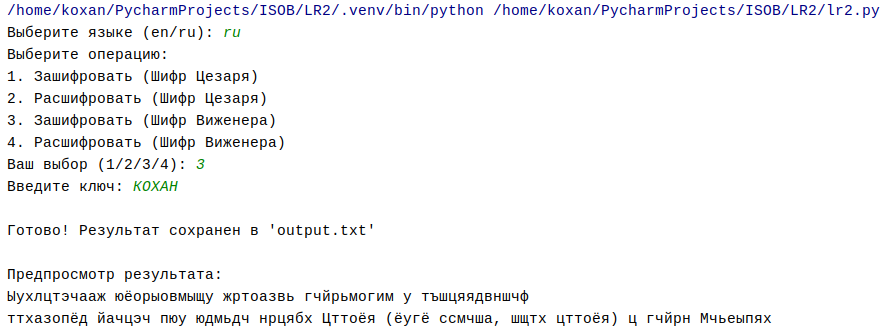 /home/koxan/PycharmProjects/ISOB/LR2/.venv/bin/python /home/koxan/PycharmProjects/ISOB/LR2/lr2.py
Выберите языке (en/ru): ru
Выберите операцию:
1. Зашифровать (Шифр Цезаря)
2. Расшифровать (Шифр Цезаря)
3. Зашифровать (Шифр Виженера)
4. Расшифровать (Шифр Виженера)
Ваш выбор (1/2/3/4): 3
Введите ключ: КОХАН
Готово! Результат сохранен в 'output.txt'
Предпросмотр результата:
Ыухлцтэчааж юёорыовмыщу жртоазвь гчйрьмогим у тъшцяядвншчф
ттхазопёд йачцэч пюу юдмьдч нрцябх Цттоёя (ёугё ссмчша, шщтх цттоёя) ц гчйрн Мчьеыпях